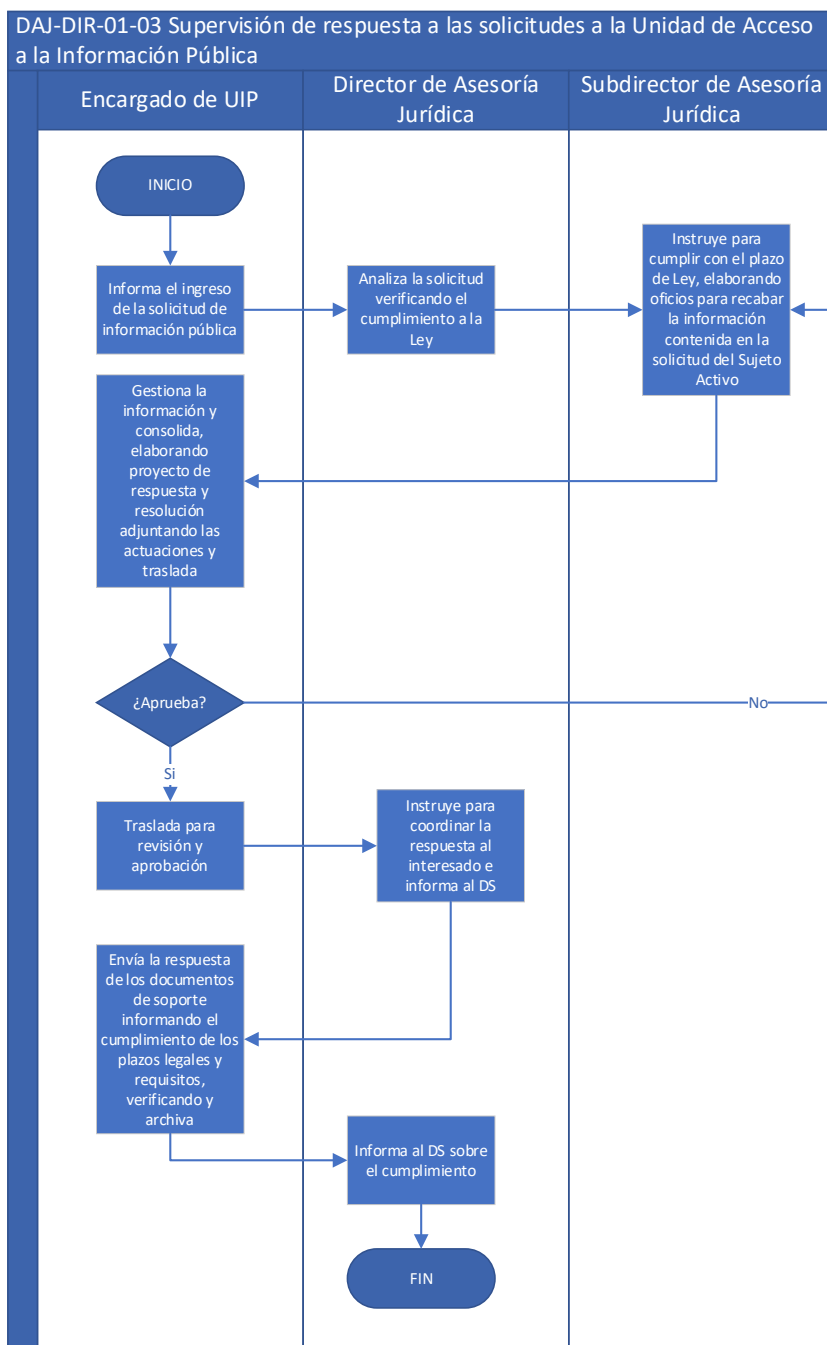 DAJ-DIR-01-03 Supervisión de respuesta a las solicitudes a la Unidad de Acceso
a la Información Pública
Encargado de UIP
Director de Asesoría
Jurídica
Subdirector de Asesoría
Jurídica
INICIO
Informa el ingreso
de la solicitud de
información pública
Analiza la solicitud
verificando el
cumplimiento a la
Ley
Instruye para
cumplir con el plazo
de Ley, elaborando
oficios para recabar
la información
contenida en la
solicitud del Sujeto
Activo
Gestiona la
información y
consolida,
elaborando
proyecto de
respuesta y
resolución
adjuntando las
actuaciones y
traslada
¿Aprueba?
No
Si
Traslada para
revisión y
aprobación
Instruye para
coordinar la
respuesta al
interesado e
informa al DS
Envía la respuesta
de los documentos
de soporte
informando el
cumplimiento de los
plazos legales y
requisitos,
verificando y
archiva
Informa al DS sobre
el cumplimiento
FIN